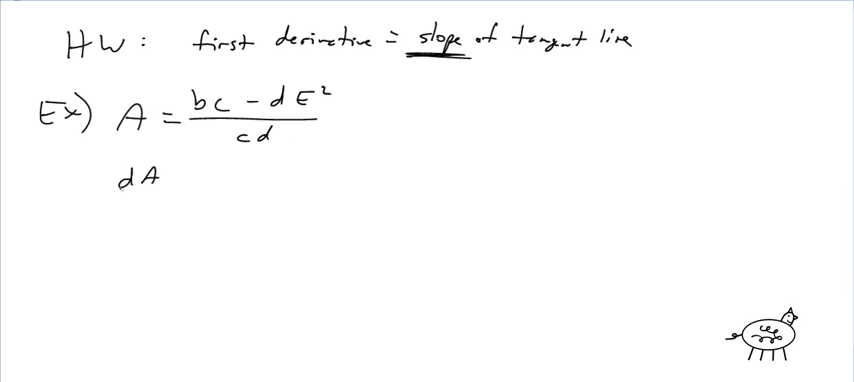 HW: first derivative = slope of tangent line
Ex) A = (bc - dE²)/(cd)
dA